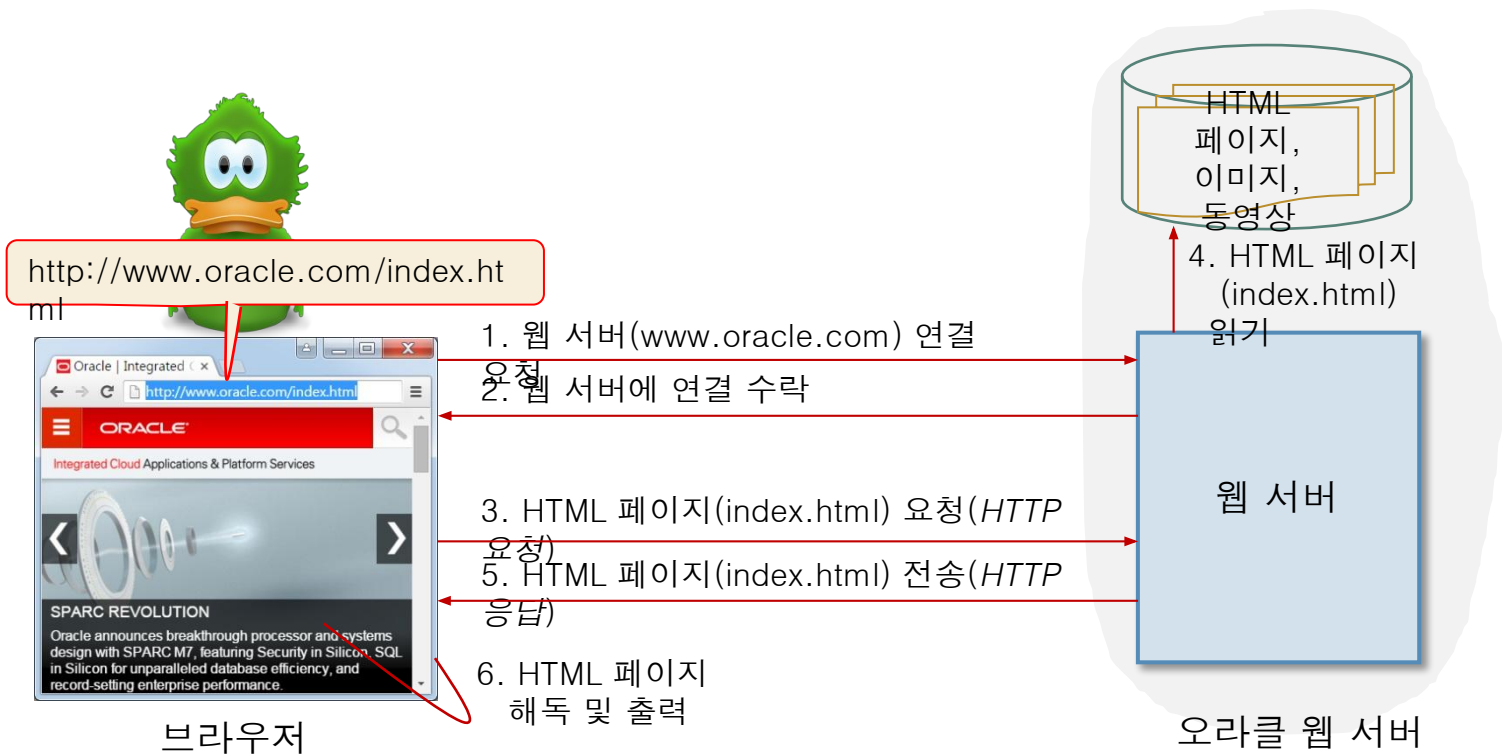 HTML
페이지,
이미지,
동영상
http://www.oracle.com/index.ht
ml
4. HTML 페이지
(index.html)
읽기
1. 웹 서버(www.oracle.com) 연결
요청
2. 웹 서버에 연결 수락
Oracle | Integrated C
http://www.oracle.com/index.html
ORACLE
Integrated Cloud Applications & Platform Services
웹 서버
3. HTML 페이지(index.html) 요청(HTTP
요청)
5. HTML 페이지(index.html) 전송(HTTP
응답)
SPARC REVOLUTION
Oracle announces breakthrough processor and systems
design with SPARC M7, featuring Security in Silicon, SQL
in Silicon for unparalleled database efficiency, and
record-setting enterprise performance.
6. HTML 페이지
해독 및 출력
브라우저
오라클 웹 서버